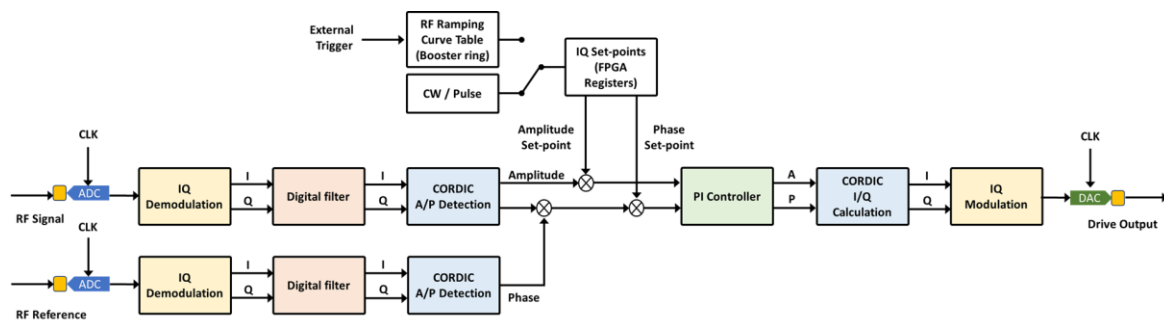 External
Trigger
RF Ramping
Curve Table
(Booster ring)
CW / Pulse
IQ Set-points
(FPGA
Registers)
Amplitude
Set-point
Phase
Set-point
CLK
ADC
RF Signal
IQ
Demodulation
I
Q
Digital filter
I
Q
CORDIC
A/P Detection
Amplitude
PI Controller
A
P
CORDIC
I/Q
Calculation
I
Q
IQ
Modulation
CLK
DAC
Drive Output
CLK
ADC
RF Reference
IQ
Demodulation
I
Q
Digital filter
I
Q
CORDIC
A/P Detection
Phase